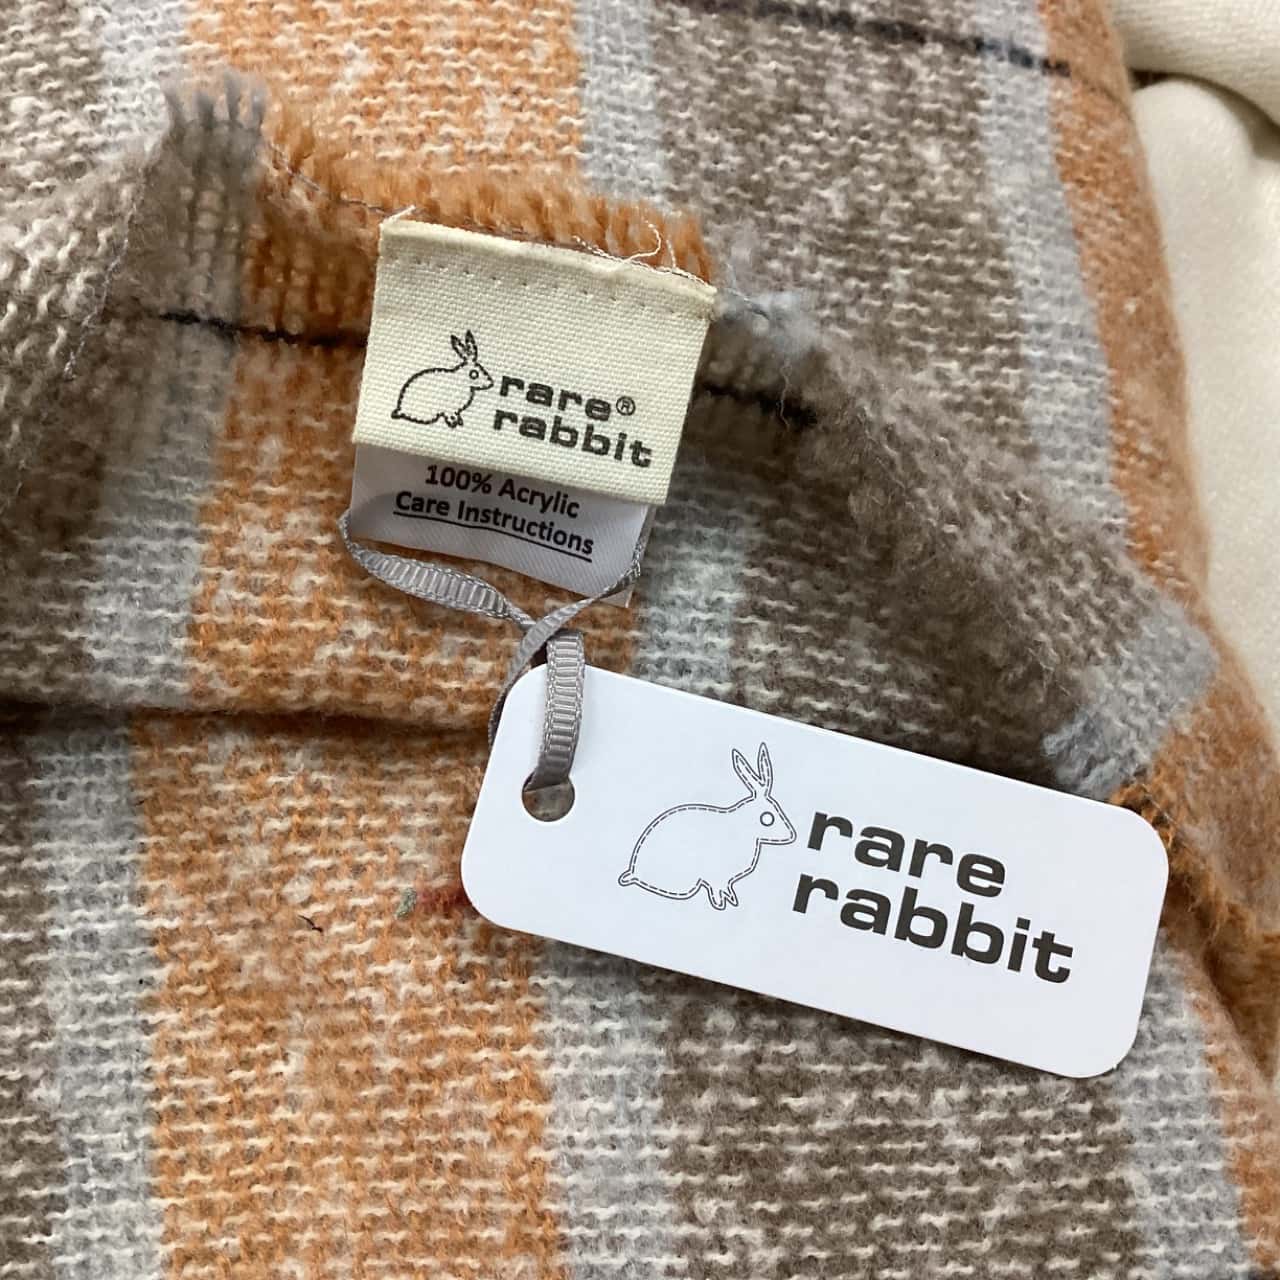 rare®
rabbit
100% Acrylic
Care Instructions
rare
rabbit